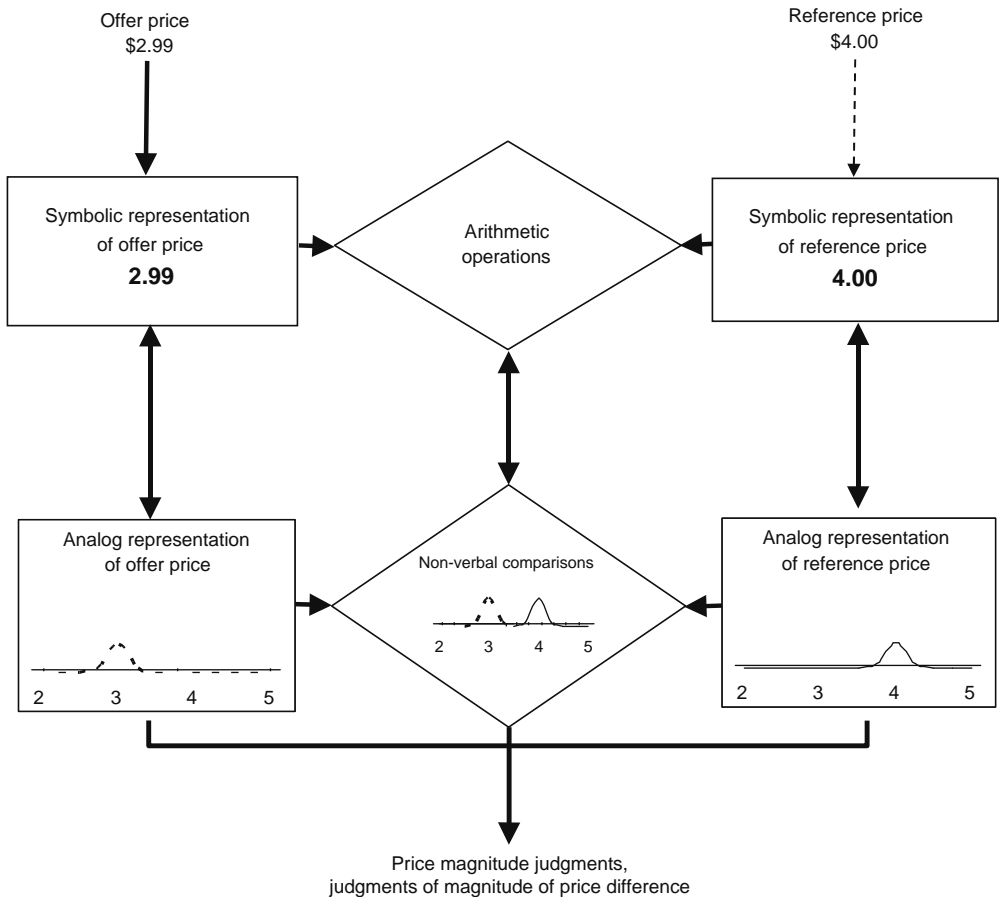 Offer price
$2.99
Reference price
$4.00
Symbolic representation
of offer price
2.99
Arithmetic
operations
Symbolic representation
of reference price
4.00
Analog representation
of offer price
2 3 4 5
Non-verbal comparisons
2 3 4 5
Analog representation
of reference price
2 3 4 5
Price magnitude judgments,
judgments of magnitude of price difference